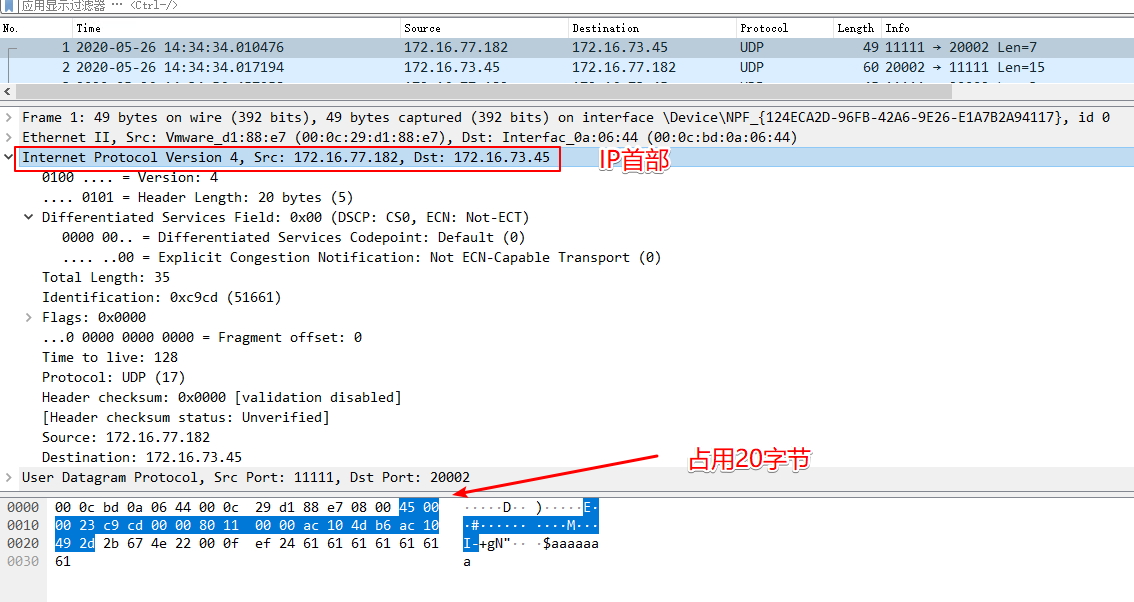 应用显示过滤器 … <Ctrl-/>
No. Time Source Destination Protocol Length Info
1 2020-05-26 14:34:34.010476 172.16.77.182 172.16.73.45 UDP 49 11111 → 20002 Len=7
2 2020-05-26 14:34:34.017194 172.16.73.45 172.16.77.182 UDP 60 20002 → 11111 Len=15
Frame 1: 49 bytes on wire (392 bits), 49 bytes captured (392 bits) on interface \Device\NPF_{124ECA2D-96FB-42A6-9E26-E1A7B2A94117}, id 0
Ethernet II, Src: Vmware_d1:88:e7 (00:0c:29:d1:88:e7), Dst: Interfac_0a:06:44 (00:0c:bd:0a:06:44)
Internet Protocol Version 4, Src: 172.16.77.182, Dst: 172.16.73.45 IP首部
0100 .... = Version: 4
.... 0101 = Header Length: 20 bytes (5)
Differentiated Services Field: 0x00 (DSCP: CS0, ECN: Not-ECT)
0000 00.. = Differentiated Services Codepoint: Default (0)
.... ..00 = Explicit Congestion Notification: Not ECN-Capable Transport (0)
Total Length: 35
Identification: 0xc9cd (51661)
Flags: 0x0000
...0 0000 0000 0000 = Fragment offset: 0
Time to live: 128
Protocol: UDP (17)
Header checksum: 0x0000 [validation disabled]
[Header checksum status: Unverified]
Source: 172.16.77.182
Destination: 172.16.73.45
占用20字节
User Datagram Protocol, Src Port: 11111, Dst Port: 20002
0000 00 0c bd 0a 06 44 00 0c 29 d1 88 e7 08 00 45 00 ·····D·· )·····E·
0010 00 23 c9 cd 00 00 80 11 00 00 ac 10 4d b6 ac 10 ·#······ ····M···
0020 49 2d 2b 67 4e 22 00 0f ef 24 61 61 61 61 61 61 I-+gN"·· ·$aaaaaa
0030 61 a